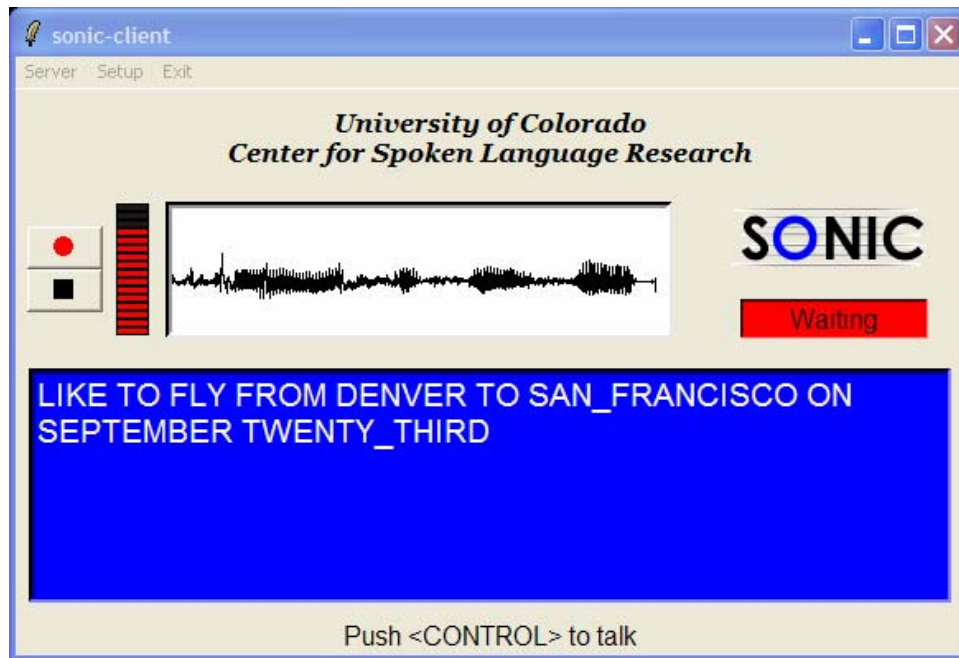 sonic-client
Server Setup Exit
University of Colorado
Center for Spoken Language Research
SONIC
Waiting
LIKE TO FLY FROM DENVER TO SAN_FRANCISCO ON
SEPTEMBER TWENTY_THIRD
Push <CONTROL> to talk